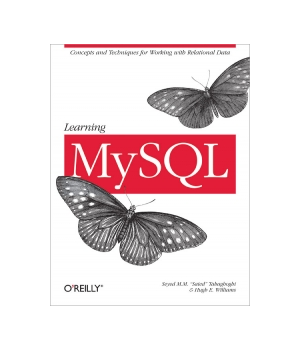 Concepts and Techniques for Working with Relational Data
Learning
MySQL
O'REILLY®
Seyed M.M. "Saied" Tahaghoghi
& Hugh E. Williams